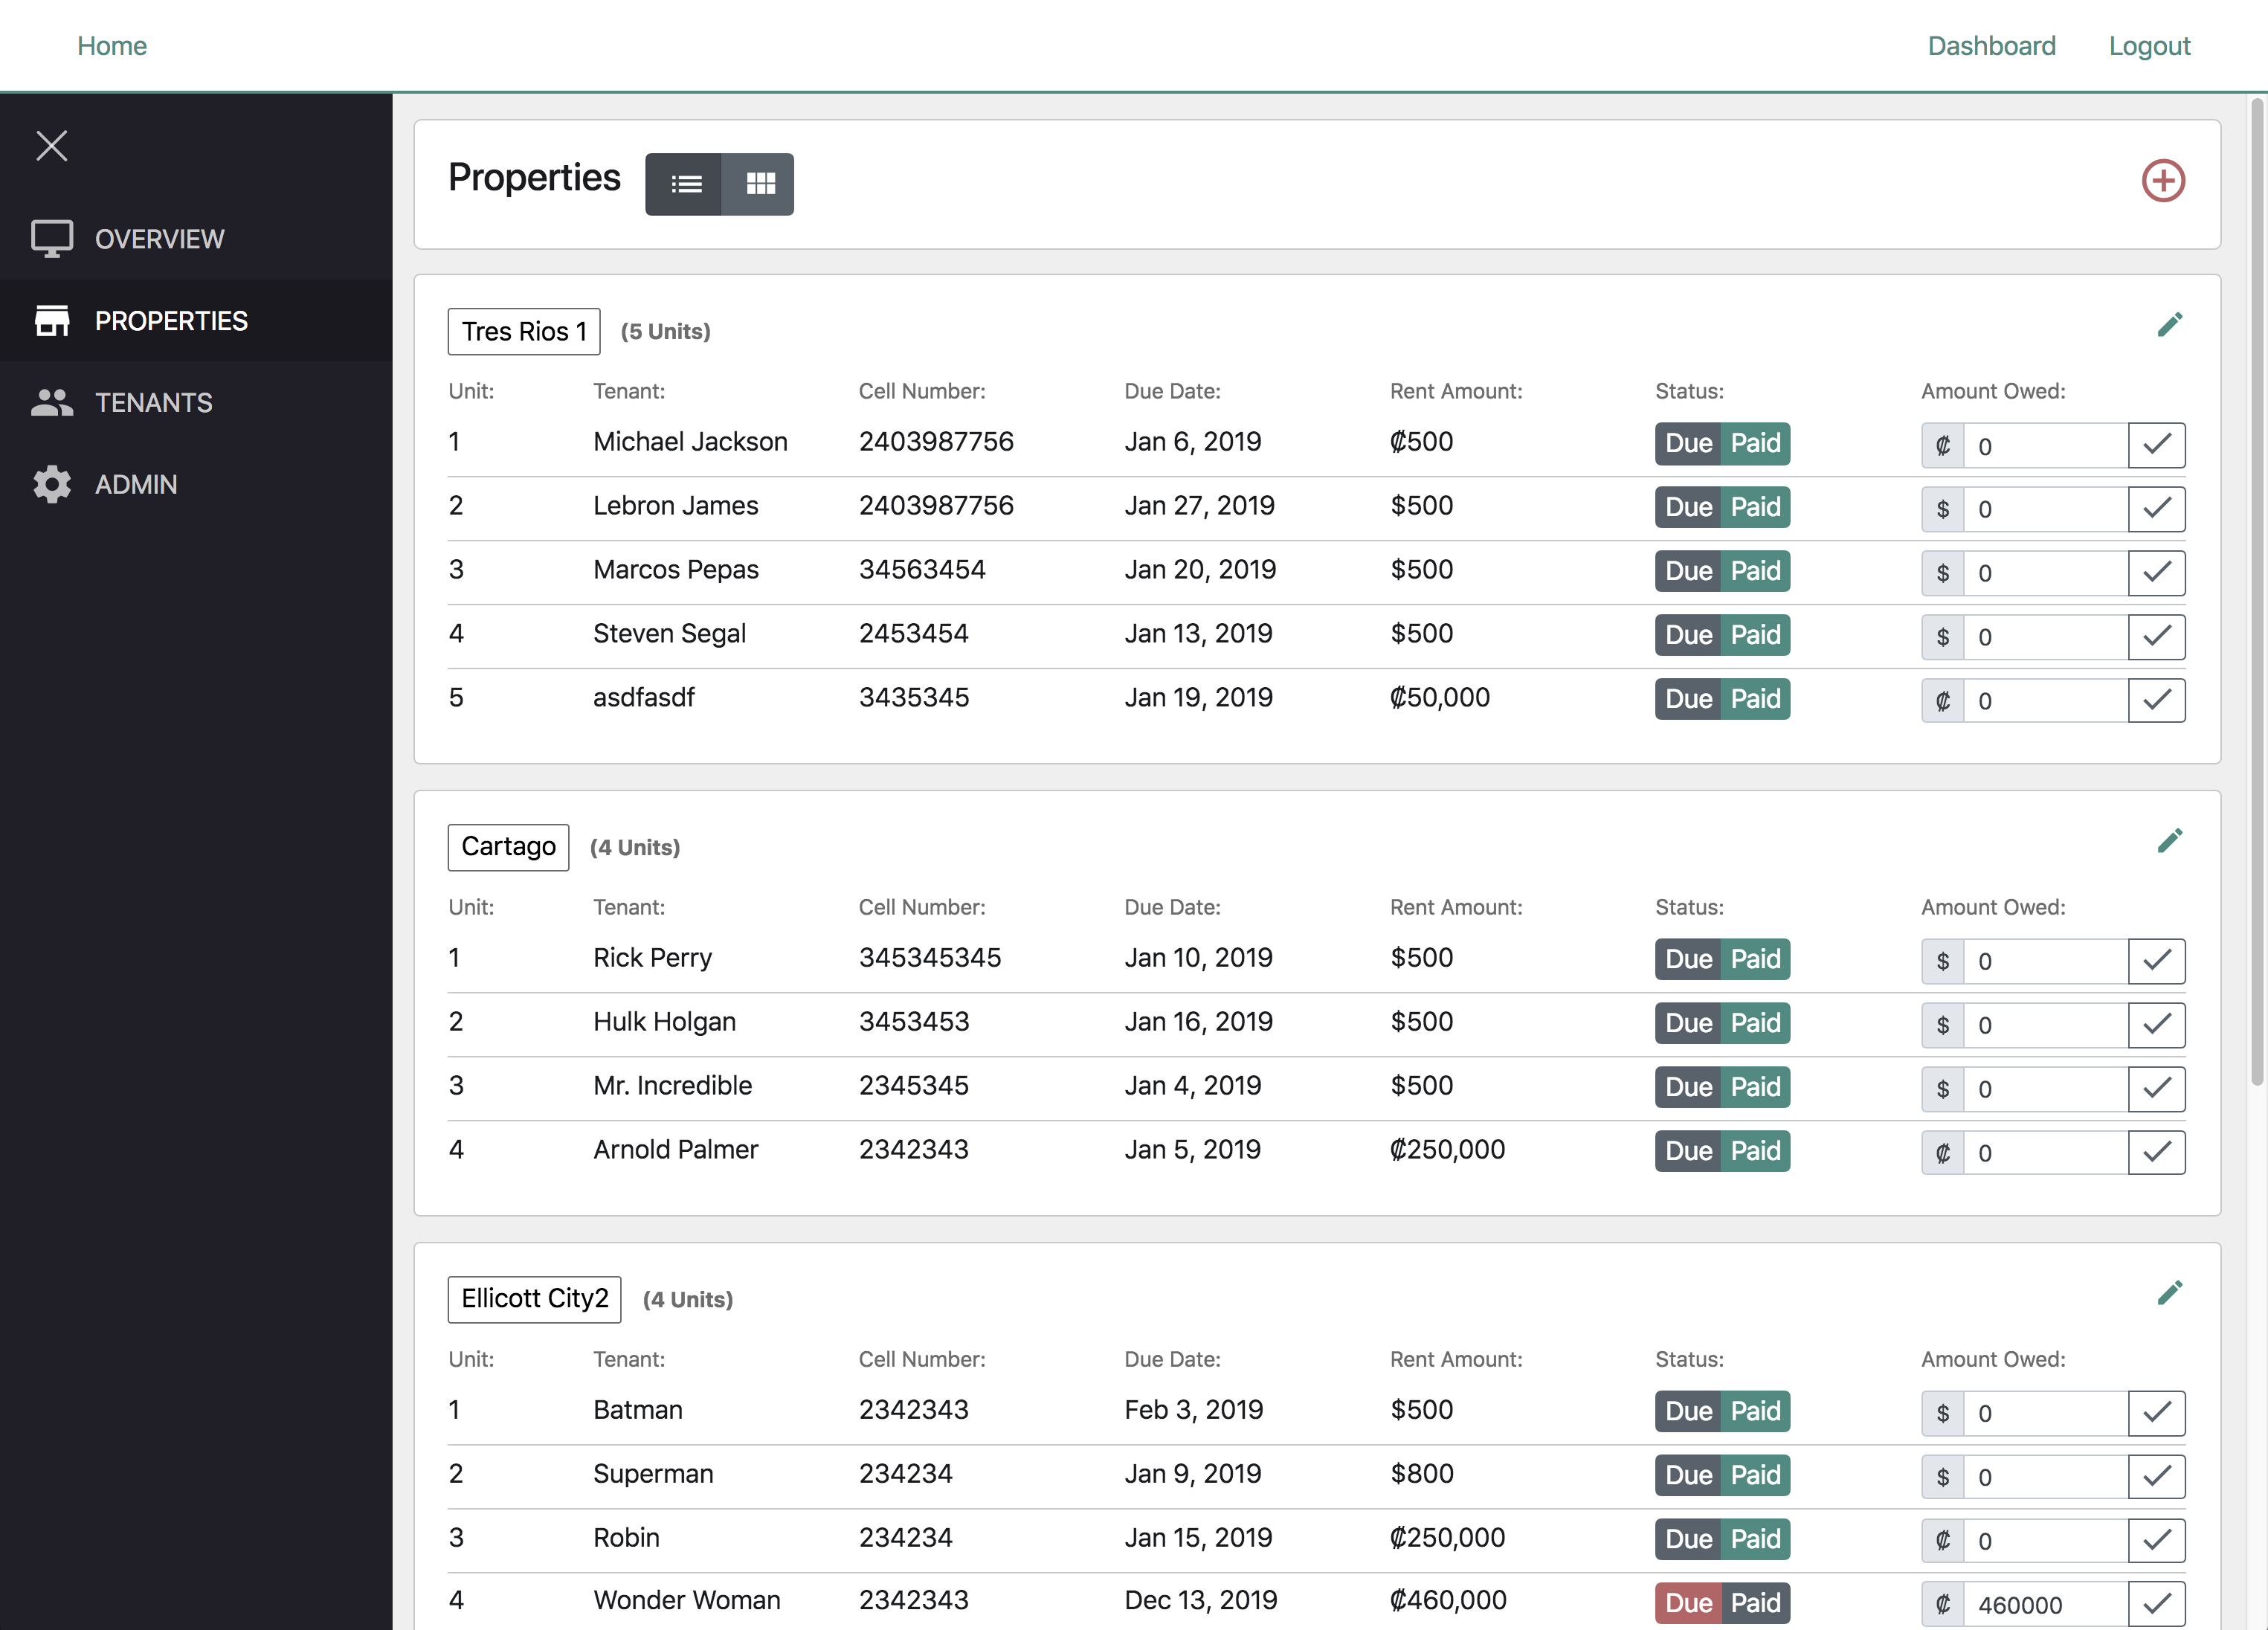 Home Dashboard Logout
OVERVIEW
PROPERTIES
TENANTS
ADMIN
Properties
Tres Rios 1 (5 Units)
Unit: Tenant: Cell Number: Due Date: Rent Amount: Status: Amount Owed:
1 Michael Jackson 2403987756 Jan 6, 2019 ₡500 Due Paid ₡ 0
2 Lebron James 2403987756 Jan 27, 2019 $500 Due Paid $ 0
3 Marcos Pepas 34563454 Jan 20, 2019 $500 Due Paid $ 0
4 Steven Segal 2453454 Jan 13, 2019 $500 Due Paid $ 0
5 asdfasdf 3435345 Jan 19, 2019 ₡50,000 Due Paid ₡ 0
Cartago (4 Units)
Unit: Tenant: Cell Number: Due Date: Rent Amount: Status: Amount Owed:
1 Rick Perry 345345345 Jan 10, 2019 $500 Due Paid $ 0
2 Hulk Holgan 3453453 Jan 16, 2019 $500 Due Paid $ 0
3 Mr. Incredible 2345345 Jan 4, 2019 $500 Due Paid $ 0
4 Arnold Palmer 2342343 Jan 5, 2019 ₡250,000 Due Paid ₡ 0
Ellicott City2 (4 Units)
Unit: Tenant: Cell Number: Due Date: Rent Amount: Status: Amount Owed:
1 Batman 2342343 Feb 3, 2019 $500 Due Paid $ 0
2 Superman 234234 Jan 9, 2019 $800 Due Paid $ 0
3 Robin 234234 Jan 15, 2019 ₡250,000 Due Paid ₡ 0
4 Wonder Woman 2342343 Dec 13, 2019 ₡460,000 Due Paid ₡ 460000